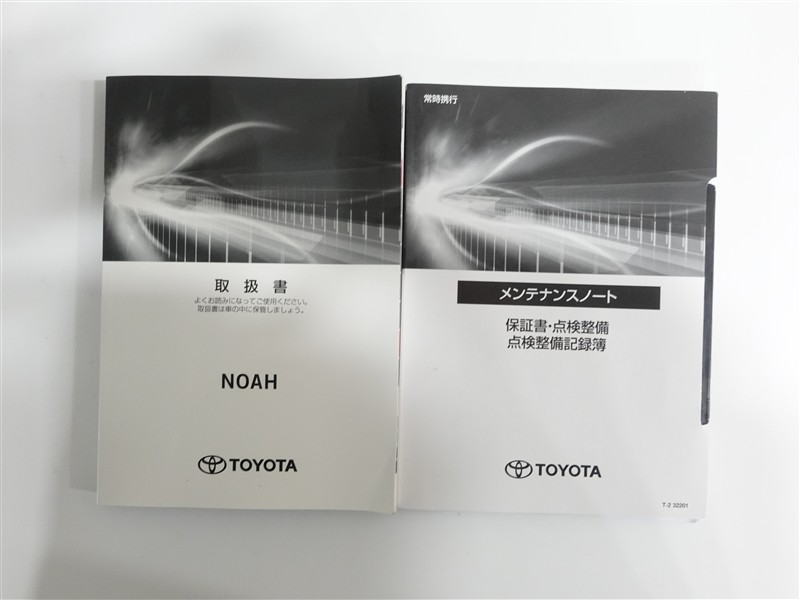 取扱書
よくお読みになってご使用ください。
取扱書は車の中に保管しましょう。
NOAH
TOYOTA
常時携行
メンテナンスノート
保証書・点検整備
点検整備記録簿
TOYOTA
T-2 32201